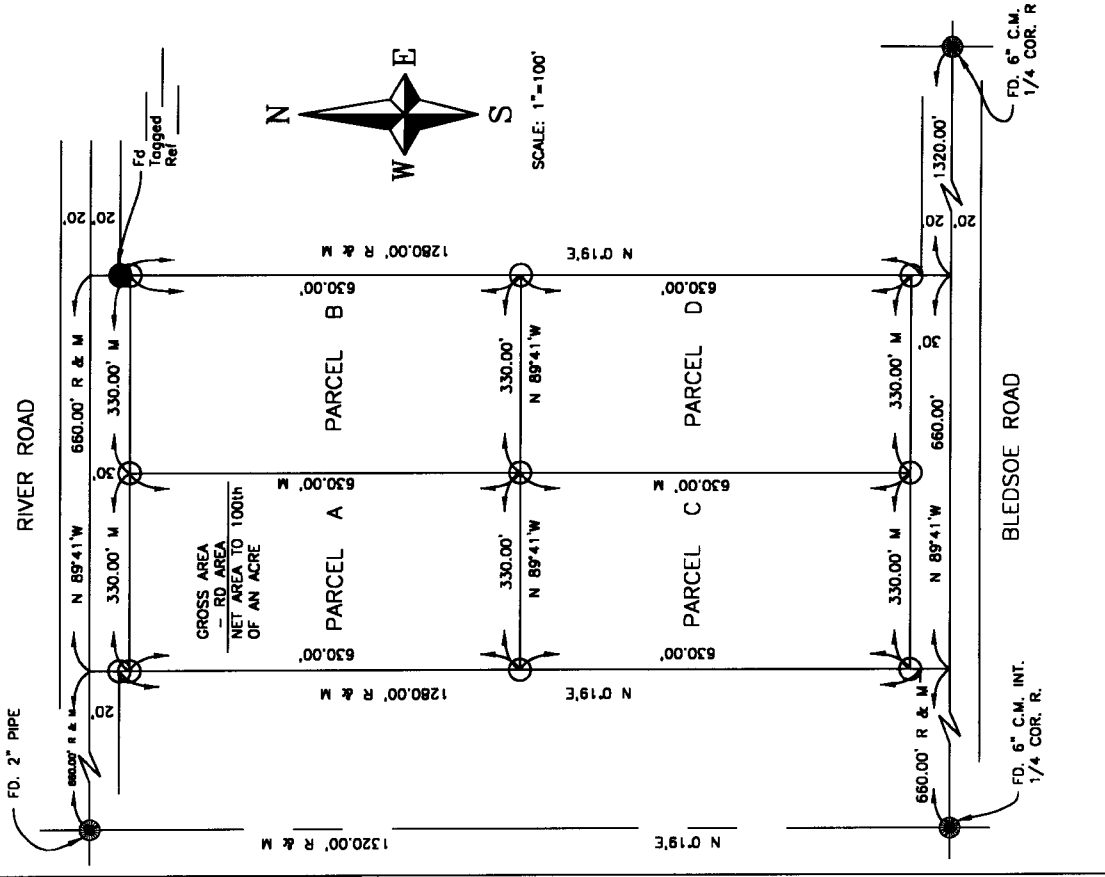 RIVER ROAD
FD. 2" PIPE
N 89°41'W
660.00' R & M
660.00' R & M
20'
20'
20'
Fd
Tagged
Ref
330.00' M
30'
330.00' M
20'
GROSS AREA
- RD AREA
NET AREA TO 100th
OF AN ACRE
N
W
E
S
SCALE: 1"=100'
PARCEL A
630.00'
630.00' M
PARCEL B
630.00'
1280.00' R & M
1280.00' R & M
330.00'
N 89°41'W
330.00'
N 89°41'W
N 0°19'E
N 0°19'E
PARCEL C
630.00'
630.00' M
PARCEL D
630.00'
1320.00' R & M
N 0°19'E
330.00' M
330.00' M
30'
20'
20'
660.00' R & M
N 89°41'W
660.00'
1320.00'
FD. 6" C.M. INT.
1/4 COR. R.
FD. 6" C.M.
1/4 COR. R
BLEDSOE ROAD